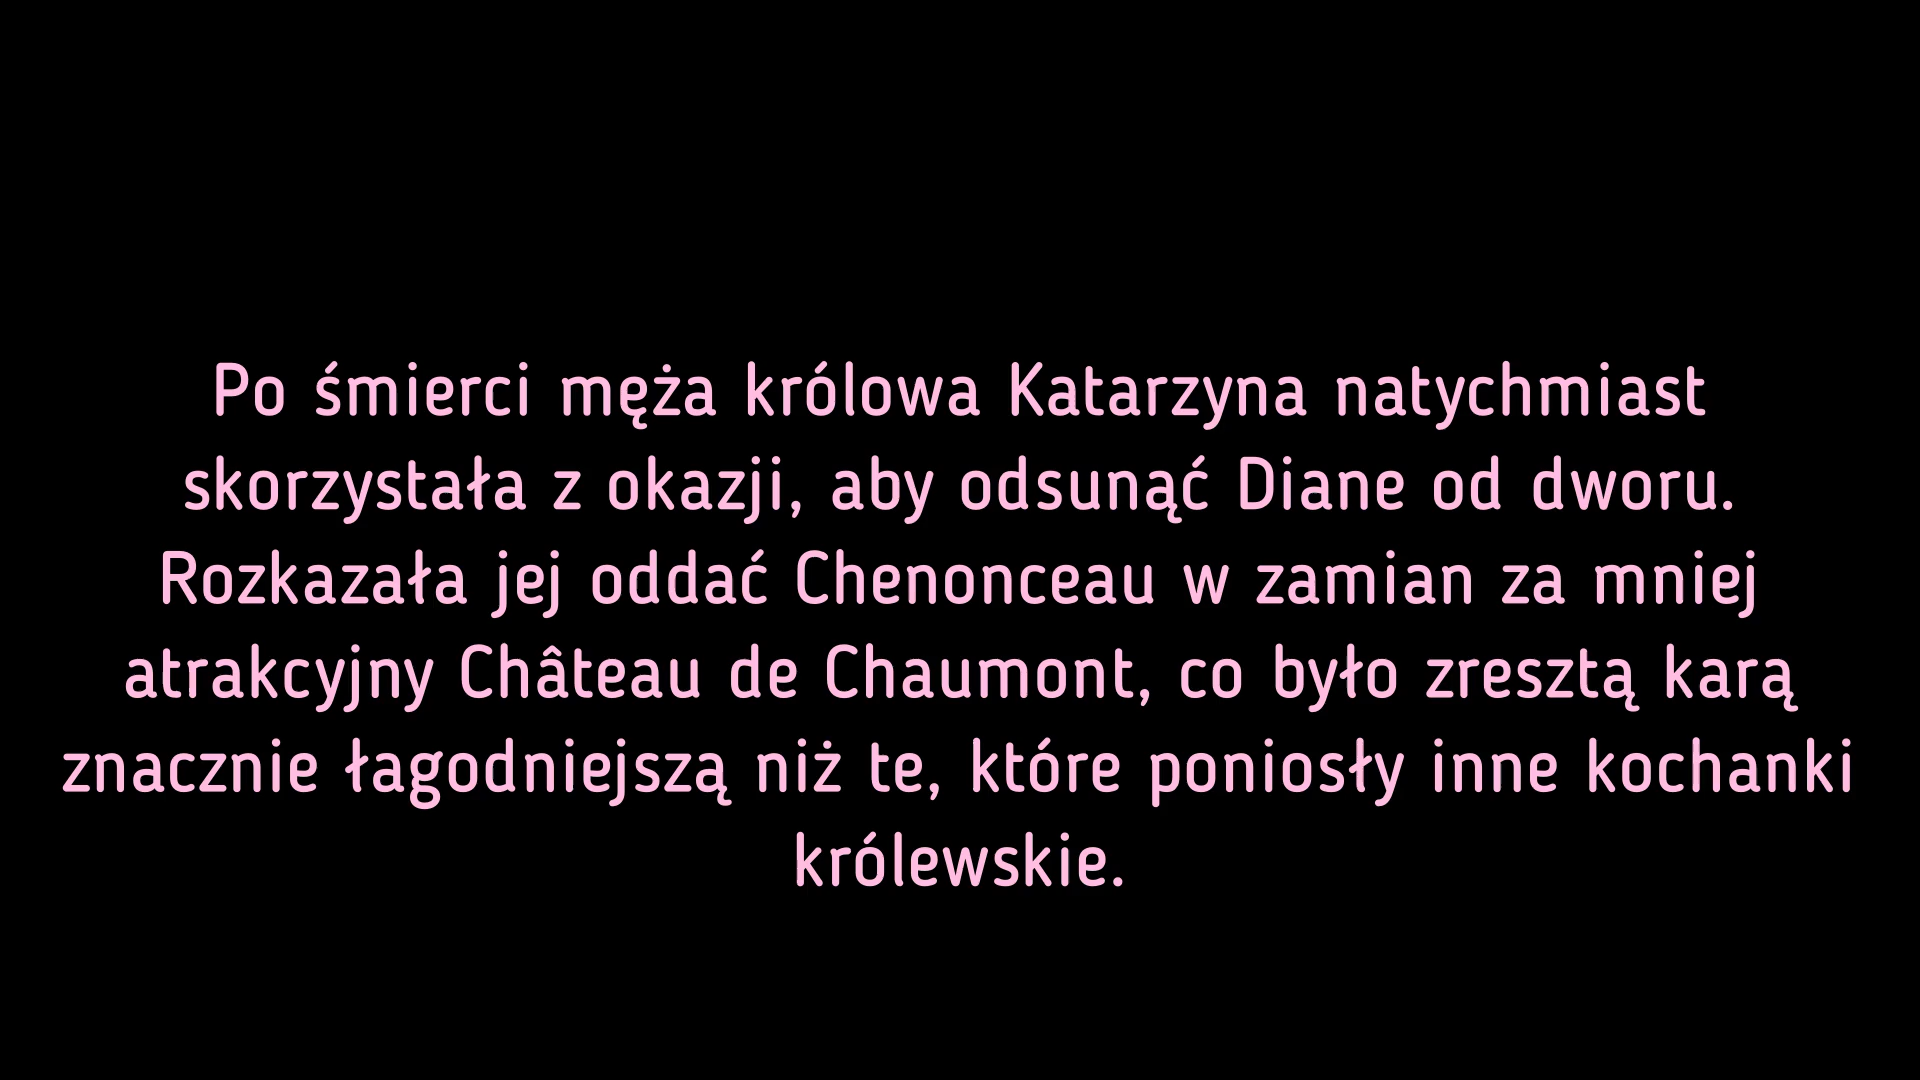 Po śmierci męża królowa Katarzyna natychmiast
skorzystała z okazji, aby odsunąć Diane od dworu.
Rozkazała jej oddać Chenonceau w zamian za mniej
atrakcyjny Château de Chaumont, co było zresztą karą
znacznie łagodniejszą niż te, które poniosły inne kochanki
królewskie.